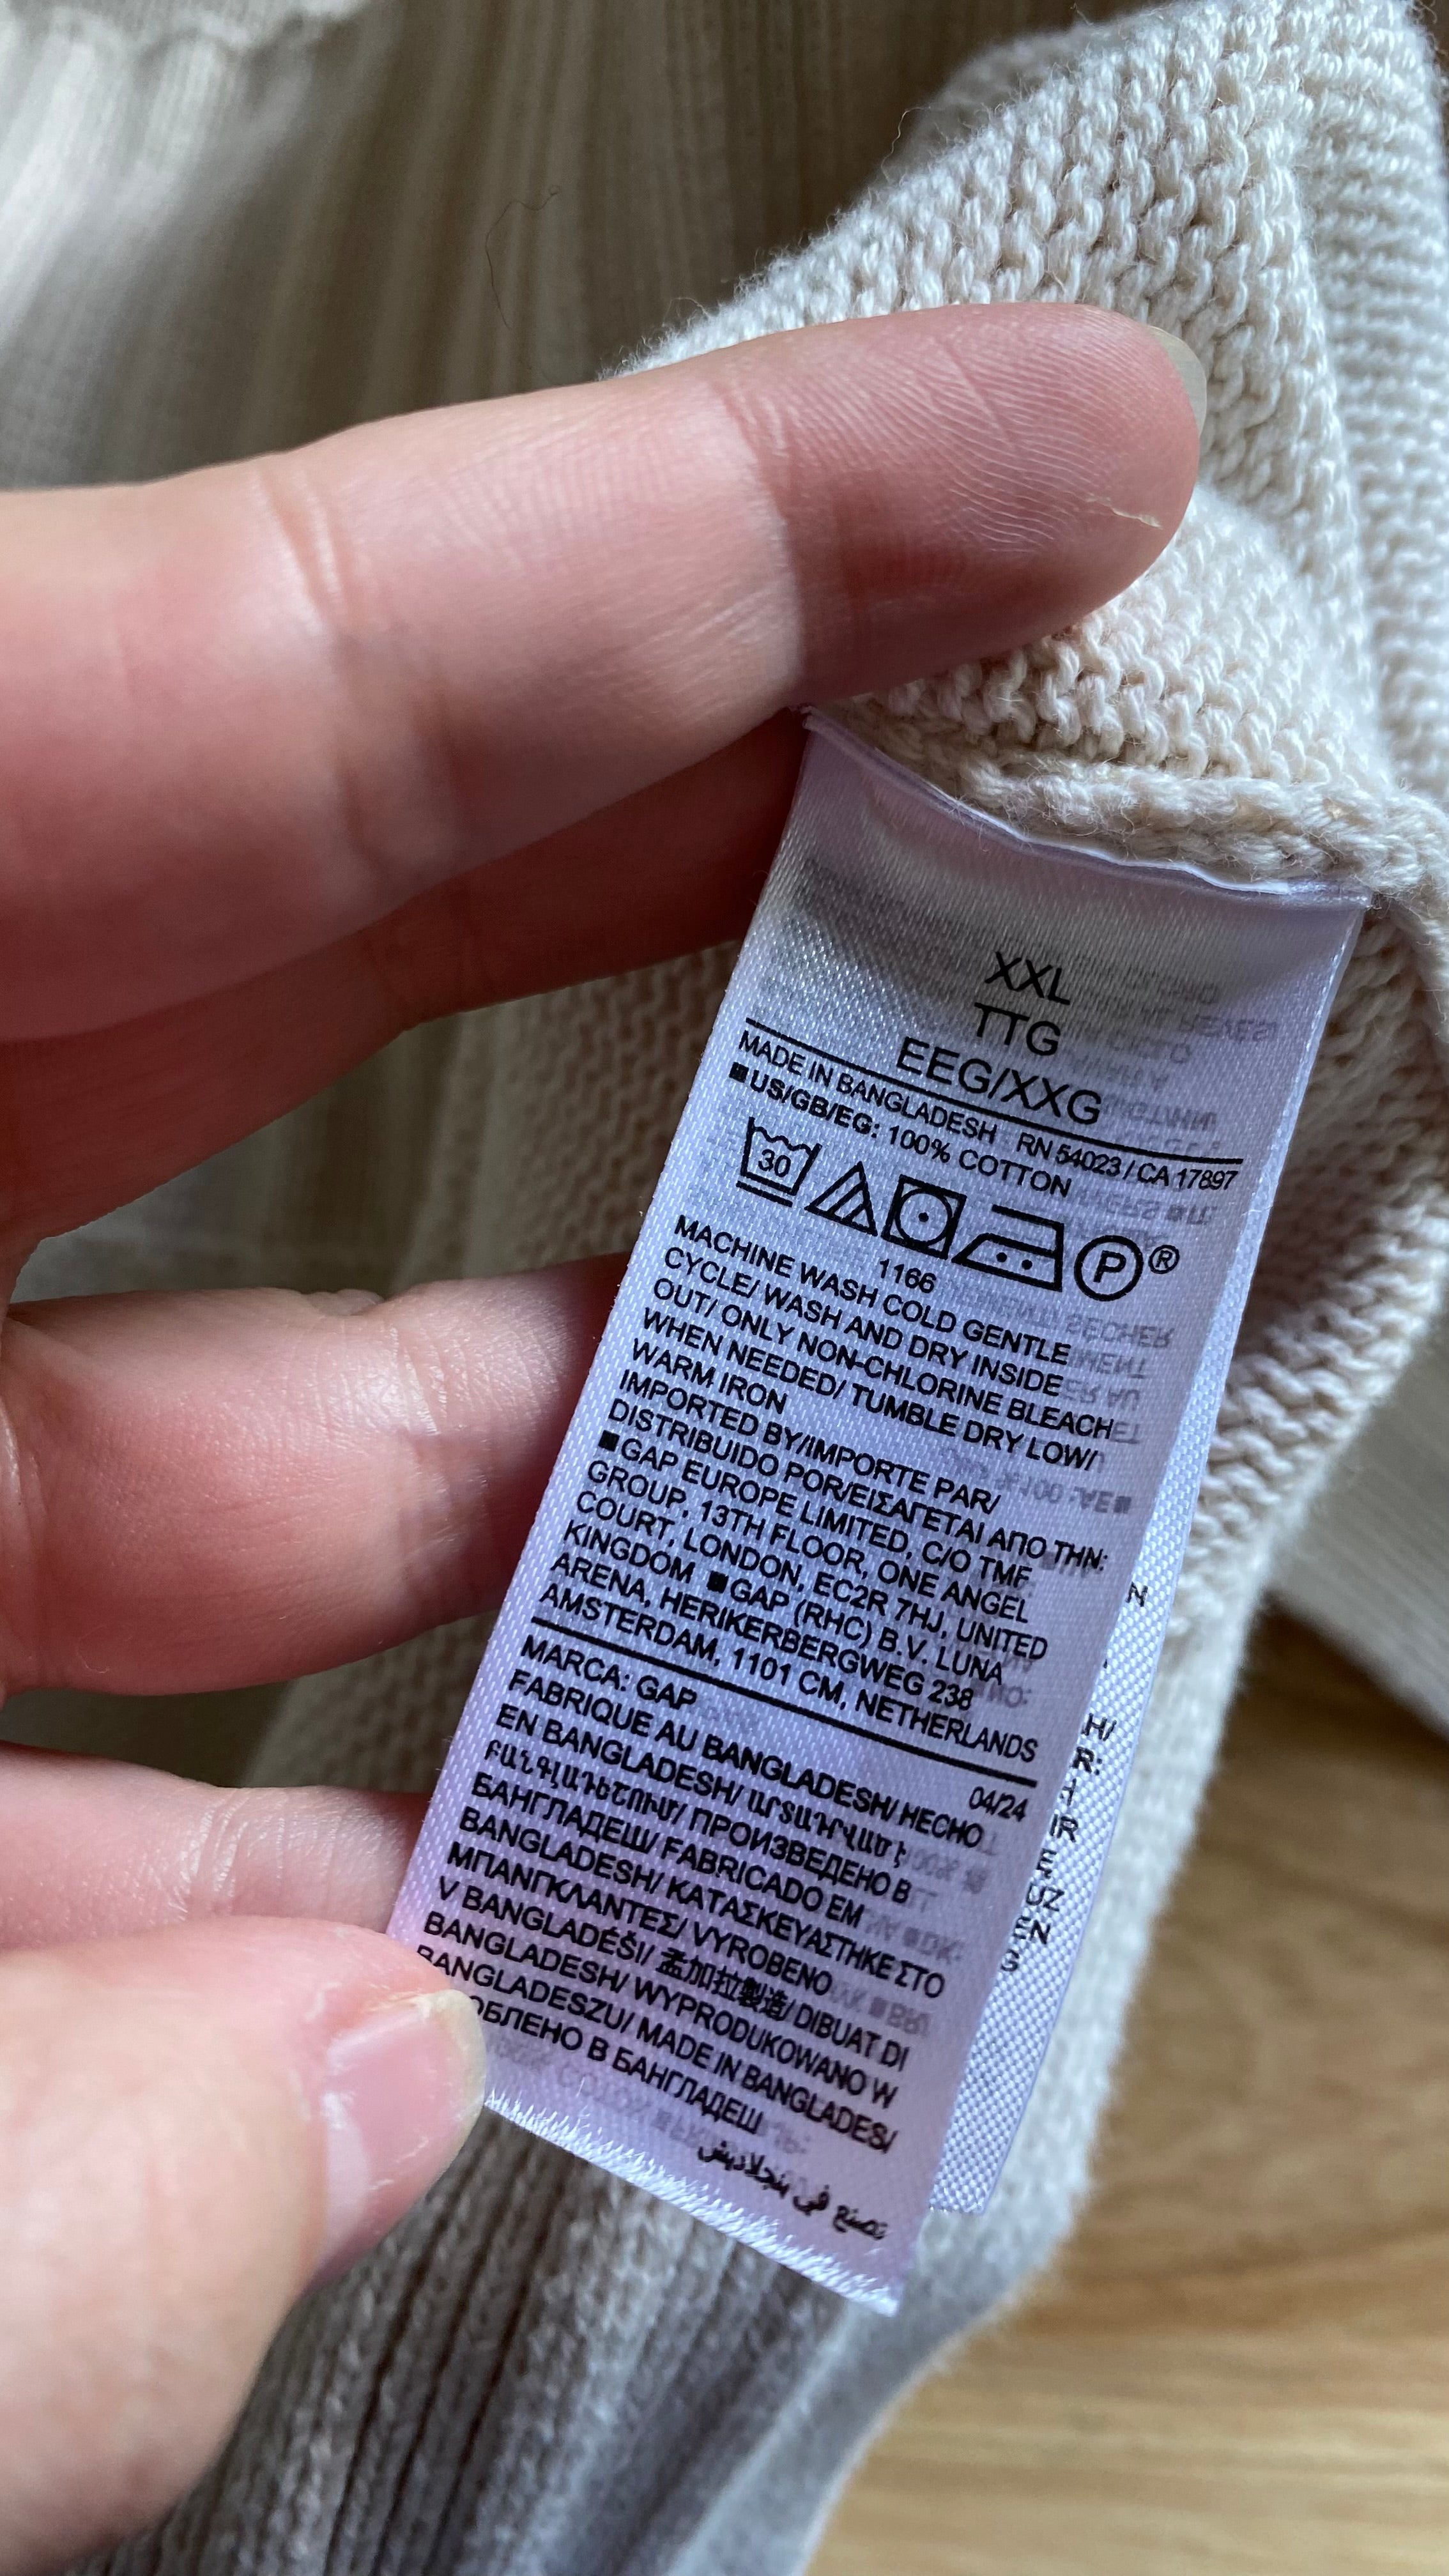 XXL
TTG
EEG/XXG
MADE IN BANGLADESH RN 54023 / CA 17897
■US/GB/EG: 100% COTTON
30 P ®
1166
MACHINE WASH COLD GENTLE
CYCLE/ WASH AND DRY INSIDE
OUT/ ONLY NON-CHLORINE BLEACH
WHEN NEEDED/ TUMBLE DRY LOW/
WARM IRON
IMPORTED BY/IMPORTE PAR/
DISTRIBUIDO POR/ΕΙΣΑΓΕΤΑΙ ΑΠΟ ΤΗΝ:
■GAP EUROPE LIMITED, C/O TMF
GROUP, 13TH FLOOR, ONE ANGEL
COURT, LONDON, EC2R 7HJ, UNITED
KINGDOM ■GAP (RHC) B.V. LUNA
ARENA, HERIKERBERGWEG 238
AMSTERDAM, 1101 CM, NETHERLANDS
MARCA: GAP 04/24
FABRIQUE AU BANGLADESH/ HECHO
EN BANGLADESH/ ԱՐՏԱԴՐՎԱԾ Է
ԲԱՆԳԼԱԴԵՇՈՒՄ/ ПРОИЗВЕДЕНО В
БАНГЛАДЕШ/ FABRICADO EM
BANGLADESH/ ΚΑΤΑΣΚΕΥΑΣΤΗΚΕ ΣΤΟ
ΜΠΑΝΓΚΛΑΝΤΕΣ/ VYROBENO
V BANGLADÉŠI/ 孟加拉製造/ DIBUAT DI
BANGLADESH/ WYPRODUKOWANO W
BANGLADESZU/ MADE IN BANGLADES/
ОБЛЕНО В БАНГЛАДЕШ
تصنع في بنجلاديش